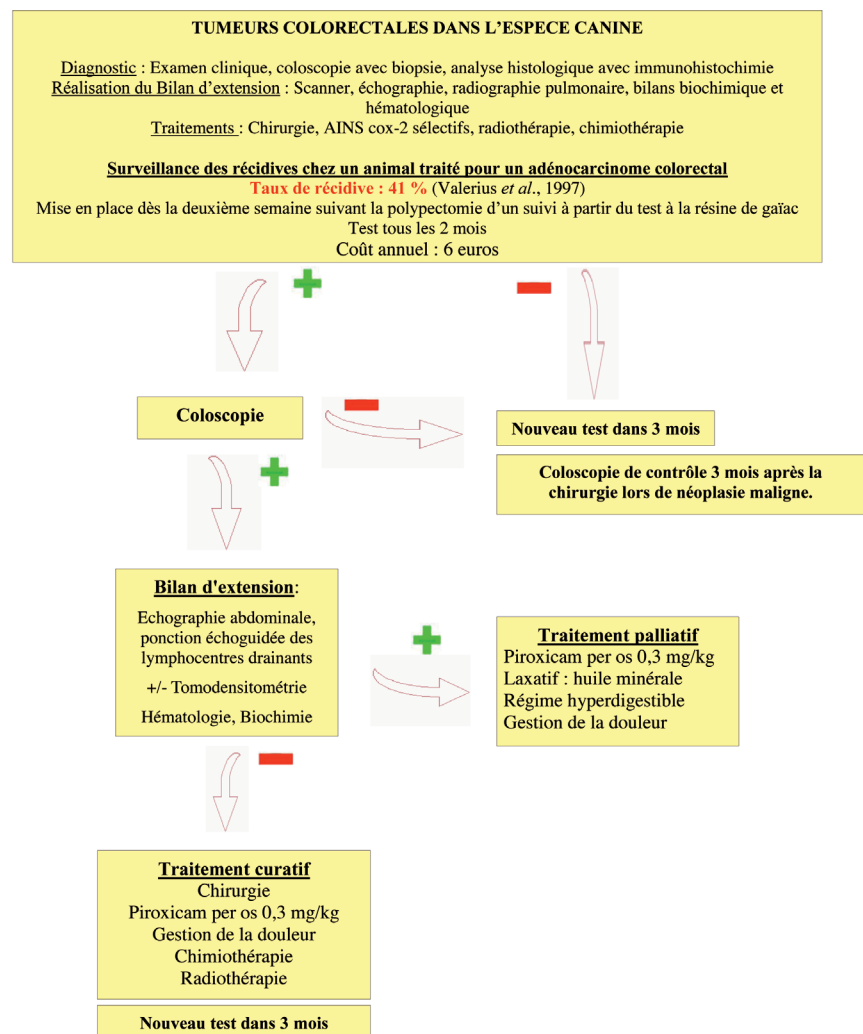 TUMEURS COLORECTALES DANS L'ESPECE CANINE
Diagnostic : Examen clinique, coloscopie avec biopsie, analyse histologique avec immunohistochimie
Réalisation du Bilan d'extension : Scanner, échographie, radiographie pulmonaire, bilans biochimique et
hématologique
Traitements : Chirurgie, AINS cox-2 sélectifs, radiothérapie, chimiothérapie
Surveillance des récidives chez un animal traité pour un adénocarcinome colorectal
Taux de récidive : 41 % (Valerius et al., 1997)
Mise en place dès la deuxième semaine suivant la polypectomie d'un suivi à partir du test à la résine de gaïac
Test tous les 2 mois
Coût annuel : 6 euros
Coloscopie
Nouveau test dans 3 mois
Coloscopie de contrôle 3 mois après la
chirurgie lors de néoplasie maligne.
Bilan d'extension:
Echographie abdominale,
ponction échoguidée des
lymphocentres drainants
+/- Tomodensitométrie
Hématologie, Biochimie
Traitement palliatif
Piroxicam per os 0,3 mg/kg
Laxatif : huile minérale
Régime hyperdigestible
Gestion de la douleur
Traitement curatif
Chirurgie
Piroxicam per os 0,3 mg/kg
Gestion de la douleur
Chimiothérapie
Radiothérapie
Nouveau test dans 3 mois